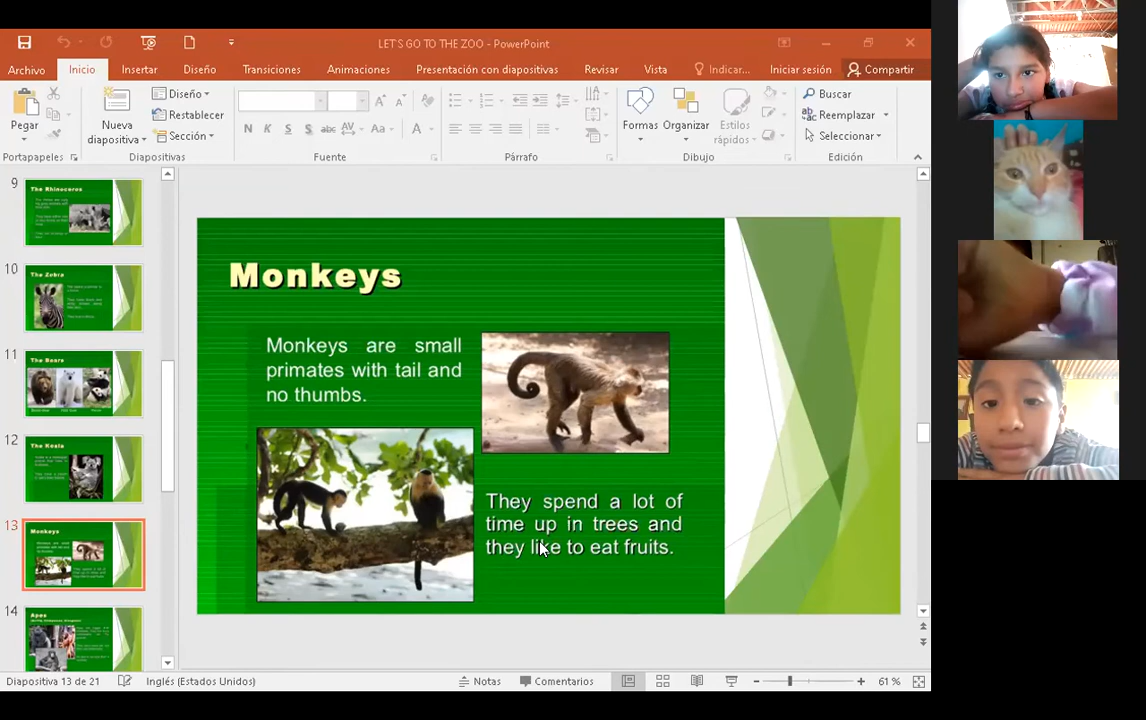 LET'S GO TO THE ZOO - PowerPoint
Archivo Inicio Insertar Diseño Transiciones Animaciones Presentación con diapositivas Revisar Vista Indicar... Iniciar sesión Compartir
Pegar
Nueva diapositiva
Diseño
Restablecer
Sección
N K S S abc AV Aa A
Formas Organizar Estilos rápidos
Buscar
Reemplazar
Seleccionar
Portapapeles Diapositivas Fuente Párrafo Dibujo Edición
9
The Rhinoceros
10
The Zebra
11
The Bears
12
The Koala
13
Monkeys
14
Apes
Monkeys
Monkeys are small
primates with tail and
no thumbs.
They spend a lot of
time up in trees and
they like to eat fruits.
Diapositiva 13 de 21 Inglés (Estados Unidos) Notas Comentarios 61 %